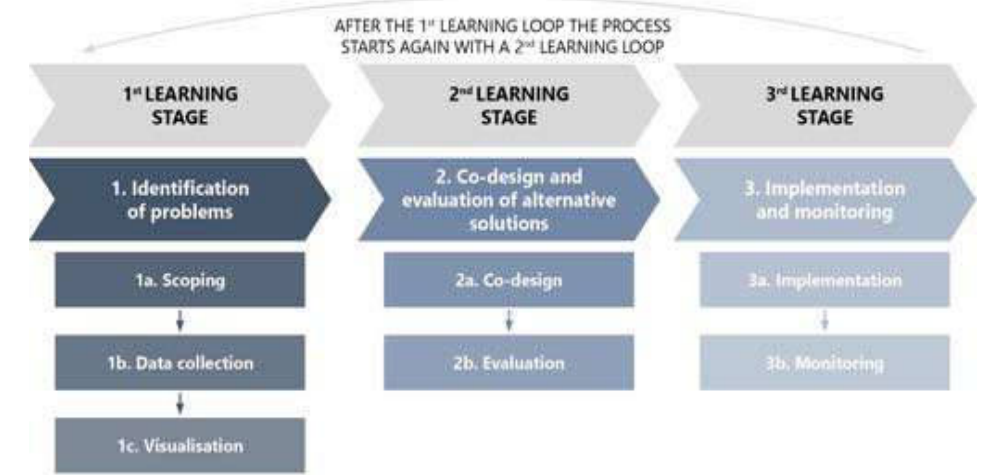 AFTER THE 1st LEARNING LOOP THE PROCESS
STARTS AGAIN WITH A 2nd LEARNING LOOP
1st LEARNING
STAGE
2nd LEARNING
STAGE
3rd LEARNING
STAGE
1. Identification
of problems
2. Co-design and
evaluation of alternative
solutions
3. Implementation
and monitoring
1a. Scoping
2a. Co-design
3a. Implementation
1b. Data collection
2b. Evaluation
3b. Monitoring
1c. Visualisation